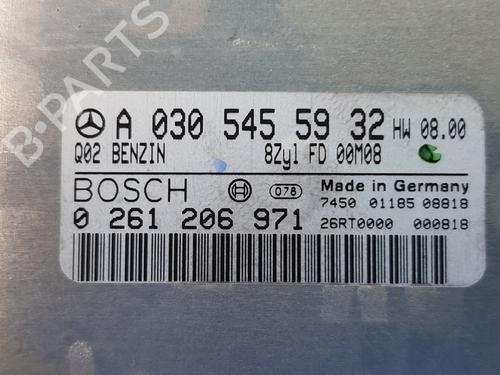 A 030 545 59 32 HW 08.00
Q02 BENZIN 8Zyl FD 00M08
BOSCH 078 Made in Germany
7450 01185 08818
0 261 206 971 26RT0000 000818
B-PARTS